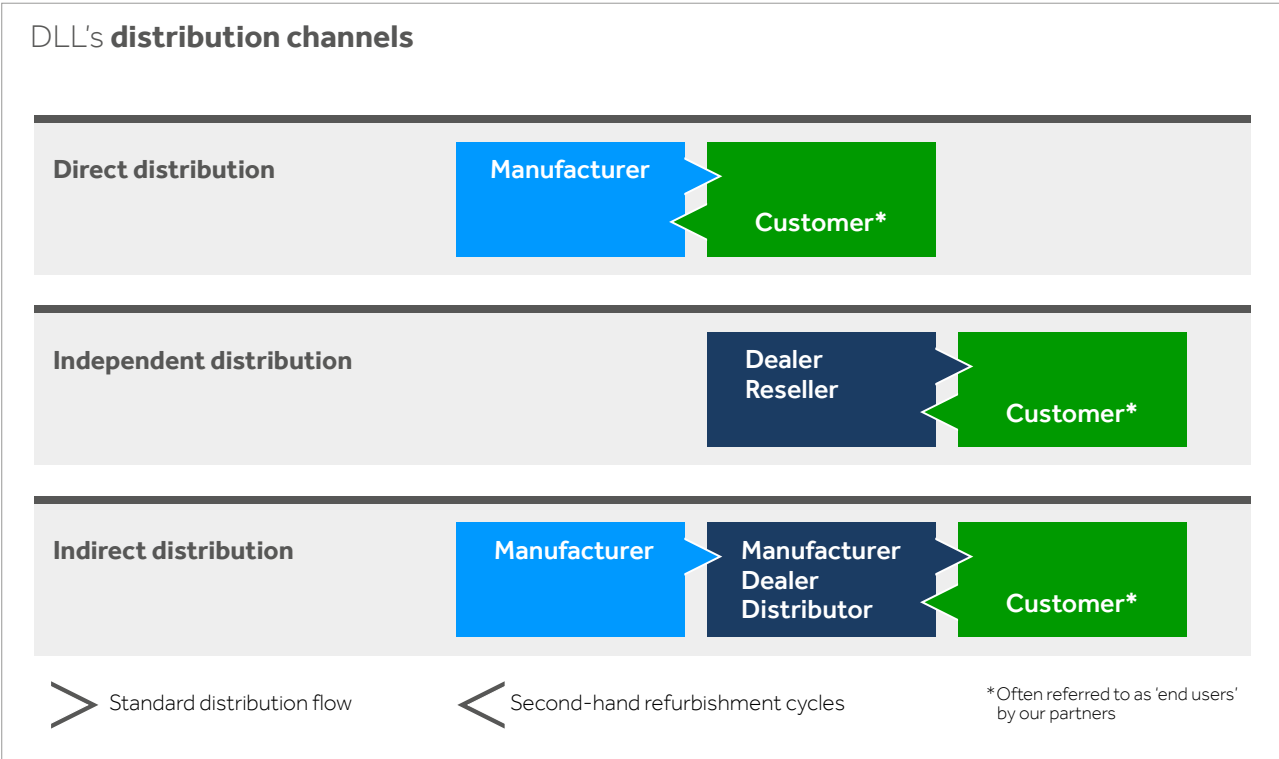 DLL's distribution channels
Direct distribution
Manufacturer
Customer*
Independent distribution
Dealer
Reseller
Customer*
Indirect distribution
Manufacturer
Manufacturer
Dealer
Distributor
Customer*
Standard distribution flow
Second-hand refurbishment cycles
*Often referred to as 'end users'
by our partners